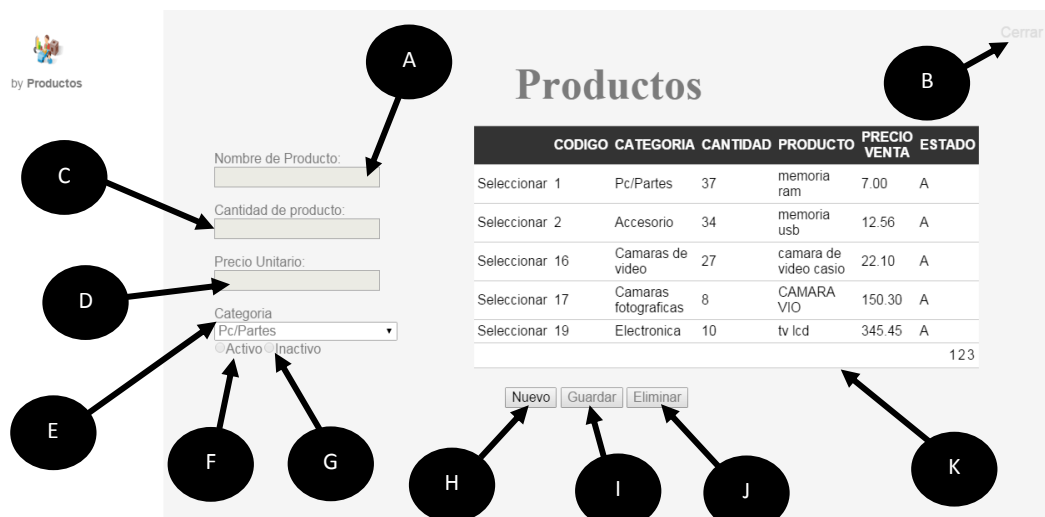 Cerrar
by Productos
Productos
A
B
C
D
E
F
G
H
I
J
K
Nombre de Producto:
Cantidad de producto:
Precio Unitario:
Categoria
Pc/Partes
Activo Inactivo
CODIGO CATEGORIA CANTIDAD PRODUCTO PRECIO VENTA ESTADO
Seleccionar 1 Pc/Partes 37 memoria ram 7.00 A
Seleccionar 2 Accesorio 34 memoria usb 12.56 A
Seleccionar 16 Camaras de video 27 camara de video casio 22.10 A
Seleccionar 17 Camaras fotograficas 8 CAMARA VIO 150.30 A
Seleccionar 19 Electronica 10 tv lcd 345.45 A
1 2 3
Nuevo Guardar Eliminar